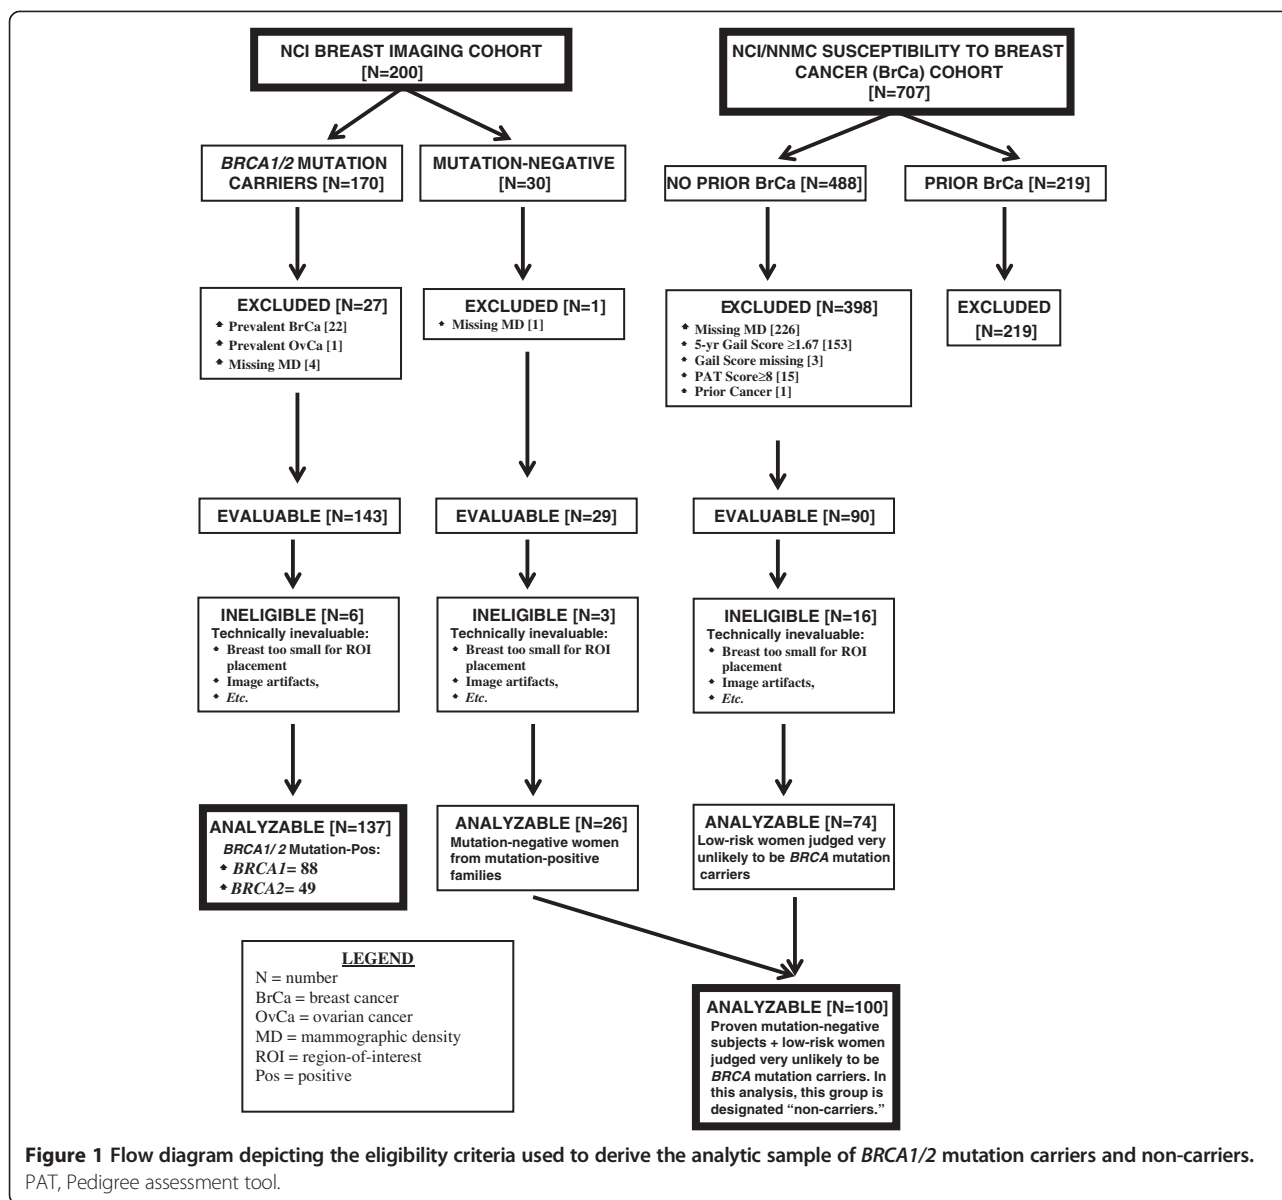 NCI BREAST IMAGING COHORT
[N=200]
NCI/NNMC SUSCEPTIBILITY TO BREAST
CANCER (BrCa) COHORT
[N=707]
BRCA1/2 MUTATION
CARRIERS [N=170]
MUTATION-NEGATIVE
[N=30]
NO PRIOR BrCa [N=488]
PRIOR BrCa [N=219]
EXCLUDED [N=27]
Prevalent BrCa [22]
Prevalent OvCa [1]
Missing MD [4]
EXCLUDED [N=1]
Missing MD [1]
EXCLUDED [N=398]
Missing MD [226]
5-yr Gail Score ≥1.67 [153]
Gail Score missing [3]
PAT Score≥8 [15]
Prior Cancer [1]
EXCLUDED
[N=219]
EVALUABLE [N=143]
EVALUABLE [N=29]
EVALUABLE [N=90]
INELIGIBLE [N=6]
Technically inevaluable:
Breast too small for ROI
placement
Image artifacts,
Etc.
INELIGIBLE [N=3]
Technically inevaluable:
Breast too small for ROI
placement
Image artifacts,
Etc.
INELIGIBLE [N=16]
Technically inevaluable:
Breast too small for ROI
placement
Image artifacts,
Etc.
ANALYZABLE [N=137]
BRCA1/ 2 Mutation-Pos:
BRCA1= 88
BRCA2= 49
ANALYZABLE [N=26]
Mutation-negative women
from mutation-positive
families
ANALYZABLE [N=74]
Low-risk women judged very
unlikely to be BRCA mutation
carriers
LEGEND
N = number
BrCa = breast cancer
OvCa = ovarian cancer
MD = mammographic density
ROI = region-of-interest
Pos = positive
ANALYZABLE [N=100]
Proven mutation-negative
subjects + low-risk women
judged very unlikely to be
BRCA mutation carriers. In
this analysis, this group is
designated “non-carriers.”
Figure 1 Flow diagram depicting the eligibility criteria used to derive the analytic sample of BRCA1/2 mutation carriers and non-carriers.
PAT, Pedigree assessment tool.